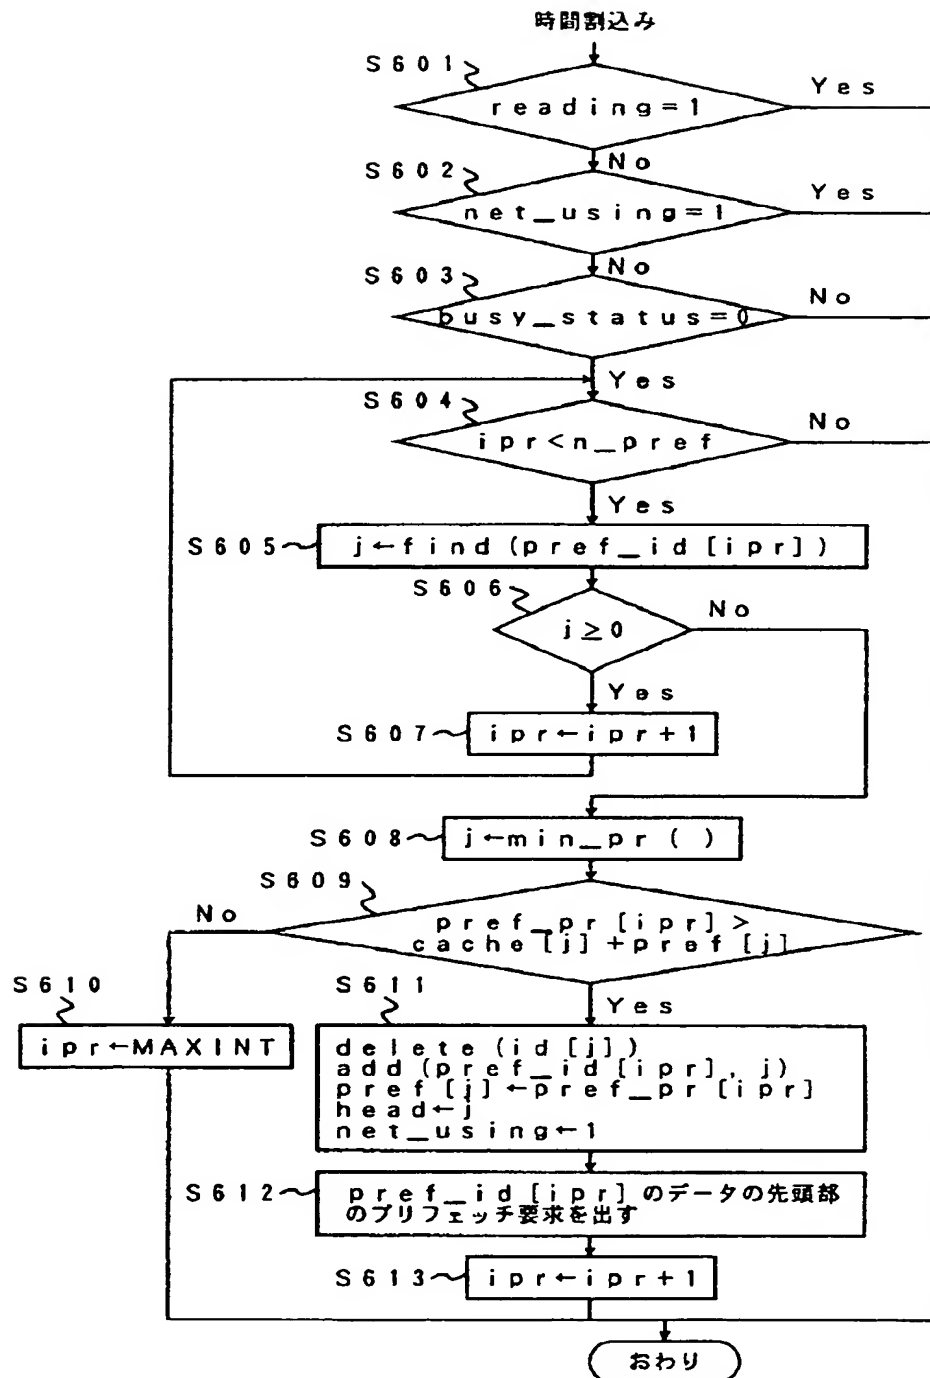 時間割込み
S601
reading=1
Yes
No
S602
net_using=1
Yes
No
S603
busy_status=0
No
Yes
S604
ipr<n_pref
No
Yes
S605
j←find(pref_id[ipr])
S606
j≥0
No
Yes
S607
ipr←ipr+1
S608
j←min_pr( )
S609
pref_pr[ipr]>
cache[j]+pref[j]
No
Yes
S610
ipr←MAXINT
S611
delete(id[j])
add(pref_id[ipr],j)
pref[j]←pref_pr[ipr]
head←j
net_using←1
S612
pref_id[ipr]のデータの先頭部
のプリフェッチ要求を出す
S613
ipr←ipr+1
おわり